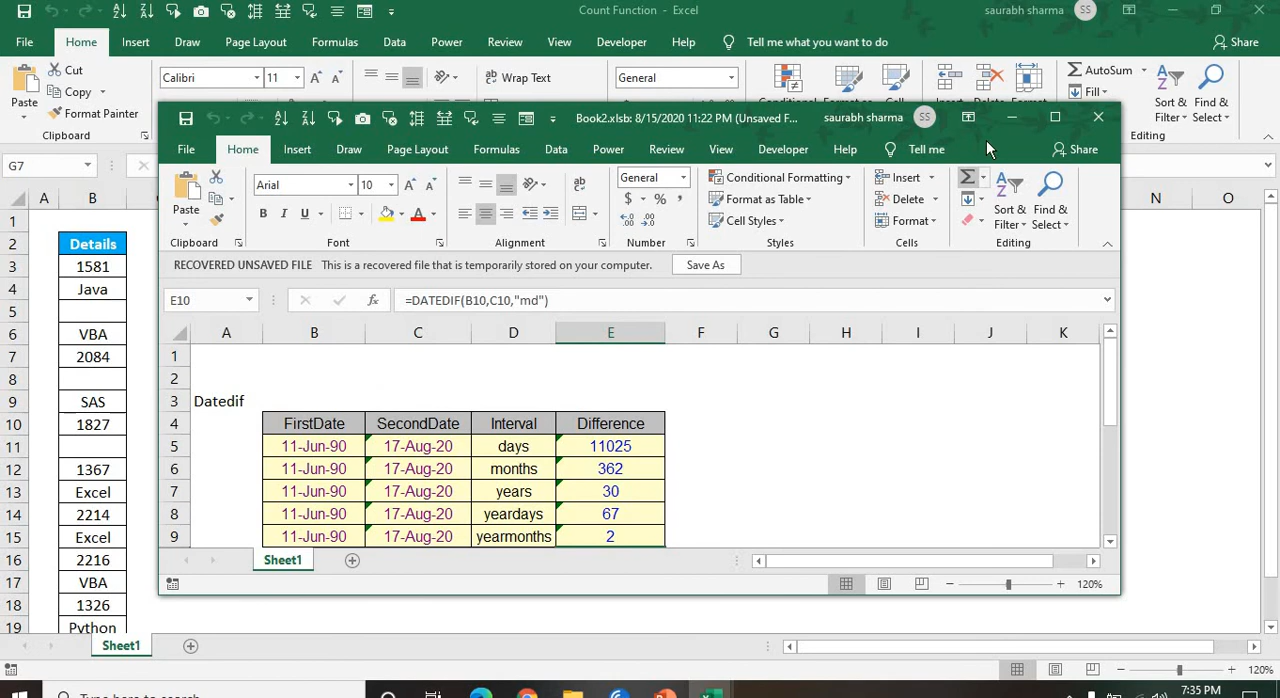 Count Function - Excel
saurabh sharma SS
File Home Insert Draw Page Layout Formulas Data Power Review View Developer Help Tell me what you want to do Share
Cut Calibri 11 Wrap Text General AutoSum
Copy Fill
Paste Format Painter Sort & Find &
Filter Select
Clipboard Editing
G7
A B N O
1
2 Details
3 1581
4 Java
5
6 VBA
7 2084
8
9 SAS
10 1827
11
12 1367
13 Excel
14 2214
15 Excel
16 2216
17 VBA
18 1326
19 Python
Sheet1
120%
Type here to search
7:35 PM
Book2.xlsb: 8/15/2020 11:22 PM (Unsaved F... saurabh sharma SS
File Home Insert Draw Page Layout Formulas Data Power Review View Developer Help Tell me Share
Paste Arial 10 General Conditional Formatting Insert
B I U A $ % , Format as Table Delete Sort & Find &
Cell Styles Format Filter Select
Clipboard Font Alignment Number Styles Cells Editing
RECOVERED UNSAVED FILE This is a recovered file that is temporarily stored on your computer. Save As
E10 fx =DATEDIF(B10,C10,"md")
A B C D E F G H I J K
1
2
3 Datedif
4 FirstDate SecondDate Interval Difference
5 11-Jun-90 17-Aug-20 days 11025
6 11-Jun-90 17-Aug-20 months 362
7 11-Jun-90 17-Aug-20 years 30
8 11-Jun-90 17-Aug-20 yeardays 67
9 11-Jun-90 17-Aug-20 yearmonths 2
Sheet1
120%